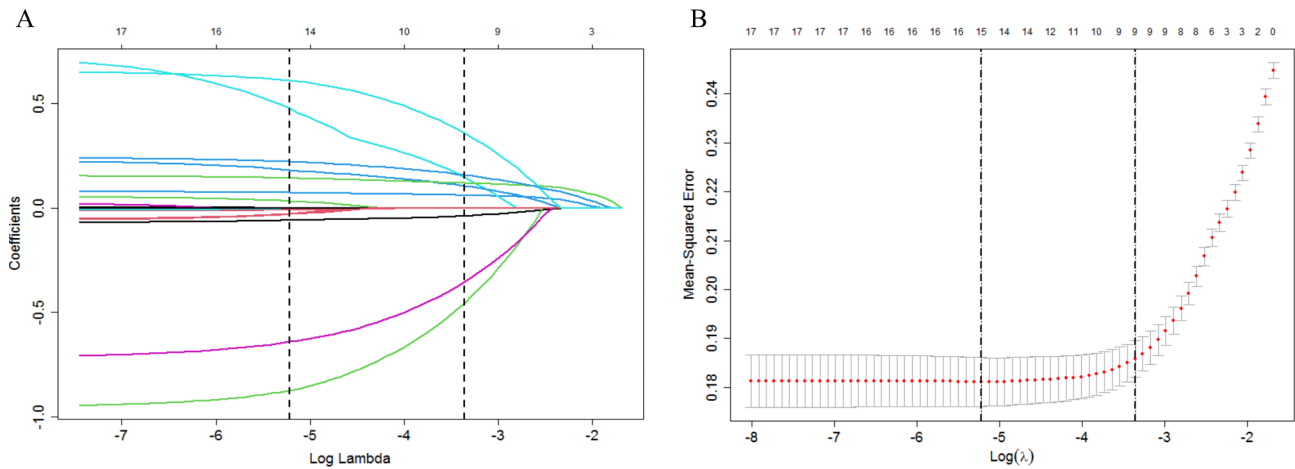 A
17 16 14 10 9 3
0.5
0.0
-0.5
-1.0
Coefficients
-7 -6 -5 -4 -3 -2
Log Lambda
B
17 17 17 17 17 16 16 16 16 16 15 14 14 12 11 10 9 9 9 8 8 6 3 3 2 0
0.24
0.23
0.22
0.21
0.20
0.19
0.18
Mean-Squared Error
-8 -7 -6 -5 -4 -3 -2
Log(λ)